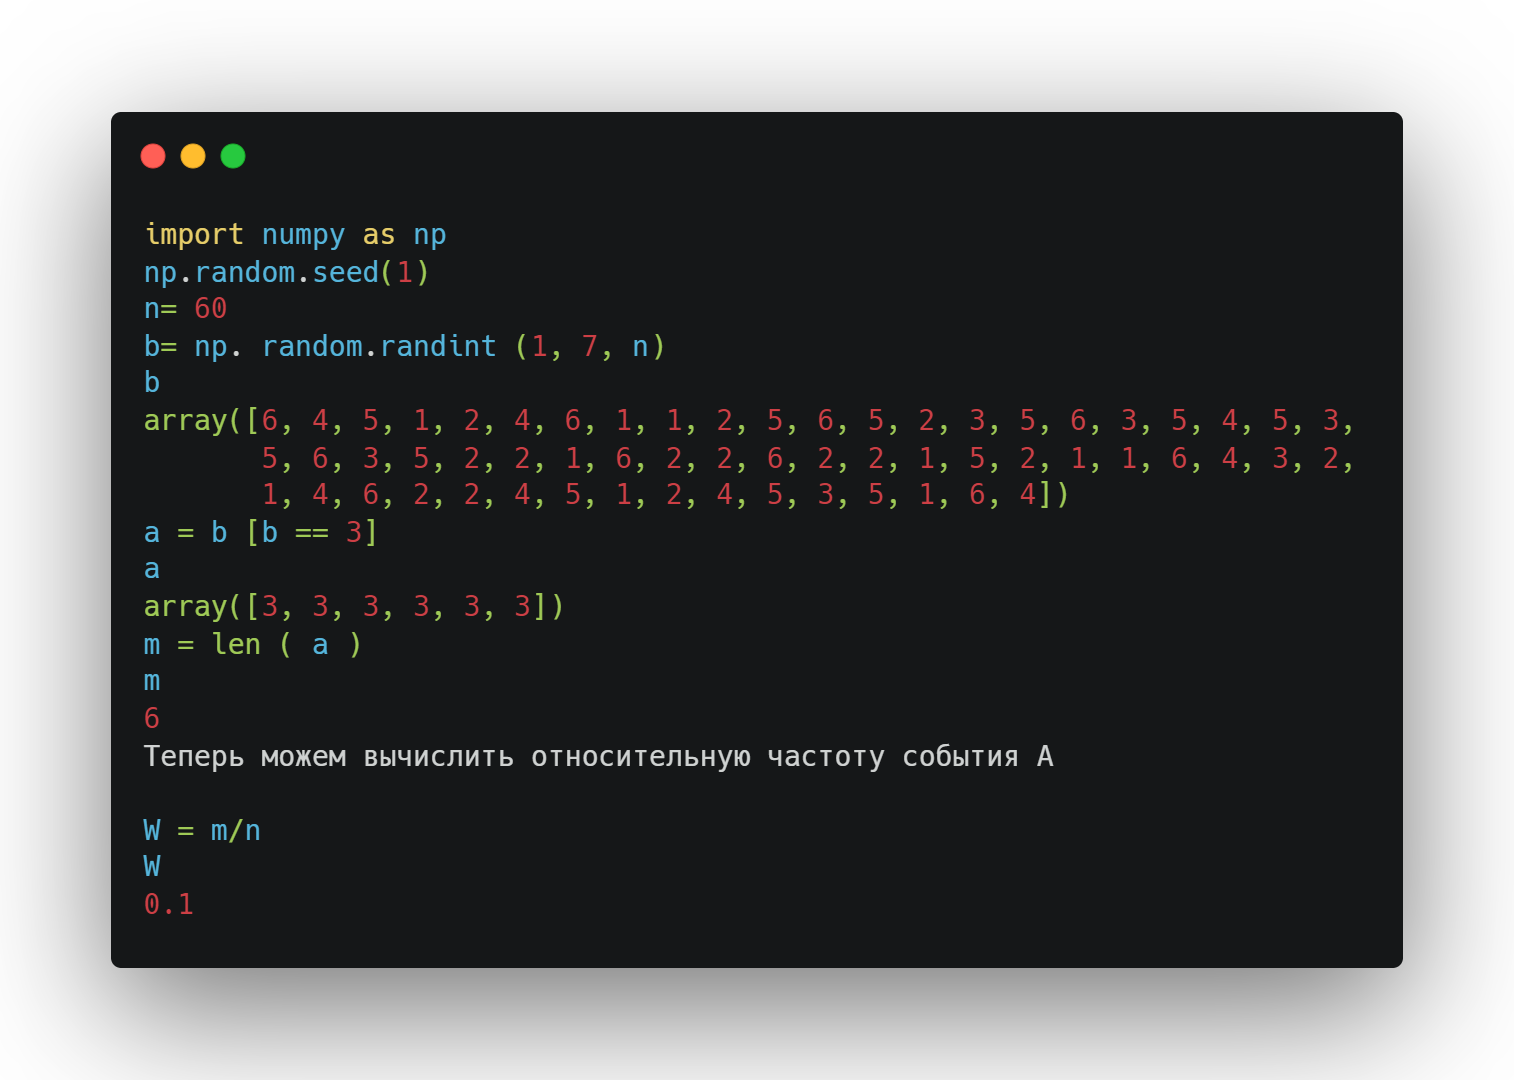 import numpy as np
np.random.seed(1)
n= 60
b= np. random.randint (1, 7, n)
b
array([6, 4, 5, 1, 2, 4, 6, 1, 1, 2, 5, 6, 5, 2, 3, 5, 6, 3, 5, 4, 5, 3,
       5, 6, 3, 5, 2, 2, 1, 6, 2, 2, 6, 2, 2, 1, 5, 2, 1, 1, 6, 4, 3, 2,
       1, 4, 6, 2, 2, 4, 5, 1, 2, 4, 5, 3, 5, 1, 6, 4])
a = b [b == 3]
a
array([3, 3, 3, 3, 3, 3])
m = len ( a )
m
6
Теперь можем вычислить относительную частоту события А

W = m/n
W
0.1